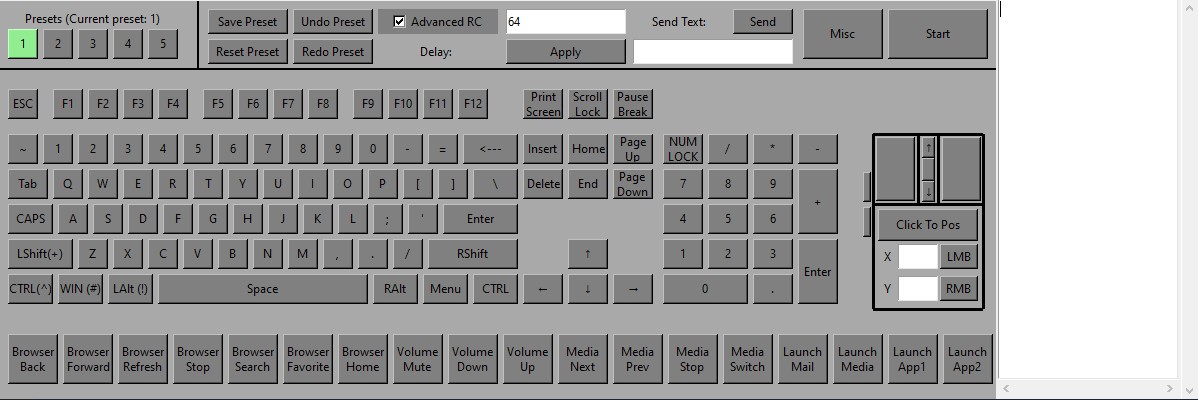 Presets (Current preset: 1)
1 2 3 4 5
Save Preset Undo Preset Advanced RC 64 Send Text: Send
Reset Preset Redo Preset Delay: Apply
Misc Start
ESC F1 F2 F3 F4 F5 F6 F7 F8 F9 F10 F11 F12 Print Screen Scroll Lock Pause Break
~ 1 2 3 4 5 6 7 8 9 0 - = <--- Insert Home Page Up NUM LOCK / * -
Tab Q W E R T Y U I O P [ ] \ Delete End Page Down 7 8 9 +
CAPS A S D F G H J K L ; ' Enter 4 5 6
LShift(+) Z X C V B N M , . / RShift ↑ 1 2 3 Enter
CTRL(^) WIN (#) LAlt (!) Space RAlt Menu CTRL ← ↓ → 0 .
↑
↓
Click To Pos
X LMB
Y RMB
Browser Back Browser Forward Browser Refresh Browser Stop Browser Search Browser Favorite Browser Home Volume Mute Volume Down Volume Up Media Next Media Prev Media Stop Media Switch Launch Mail Launch Media Launch App1 Launch App2